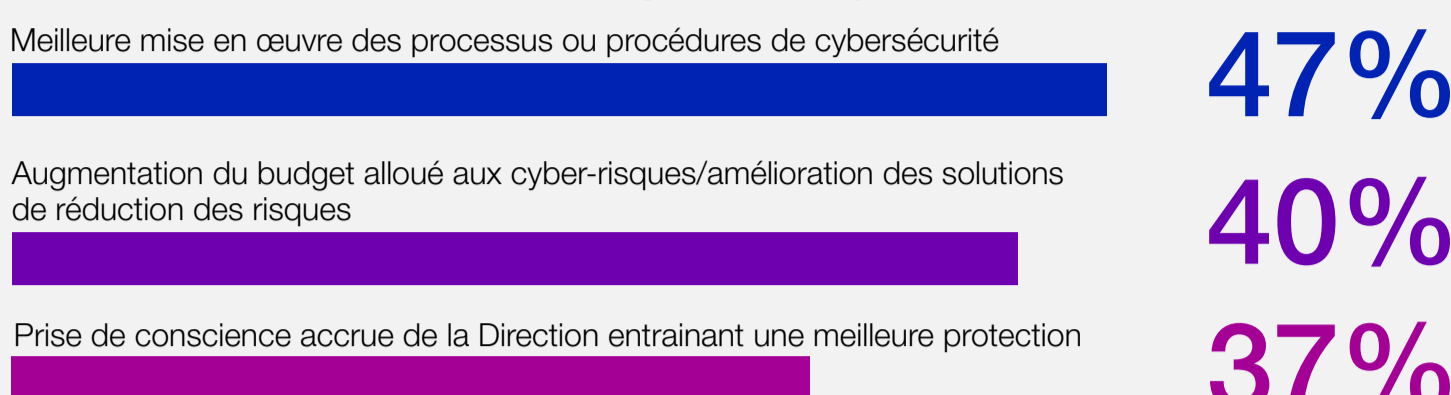 Meilleure mise en œuvre des processus ou procédures de cybersécurité
47%
Augmentation du budget alloué aux cyber-risques/amélioration des solutions
de réduction des risques
40%
Prise de conscience accrue de la Direction entrainant une meilleure protection
37%